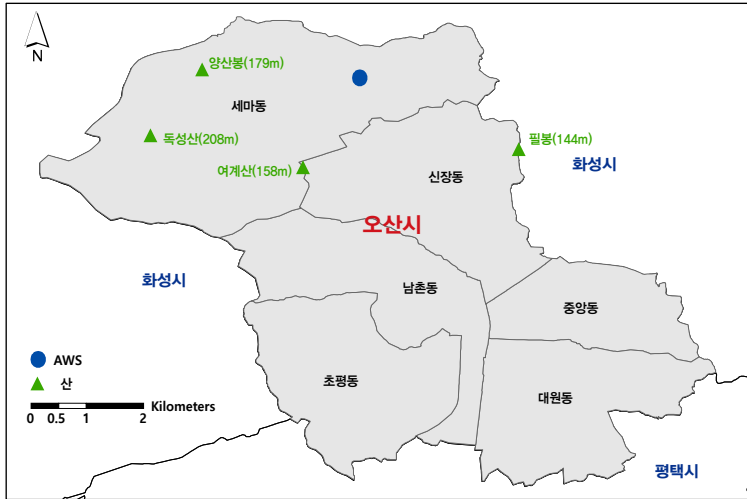 N
양산봉(179m)
세마동
독성산(208m)
필봉(144m)
화성시
여계산(158m)
신장동
오산시
화성시
남촌동
중앙동
AWS
산
초평동
대원동
0 0.5 1 2 Kilometers
평택시